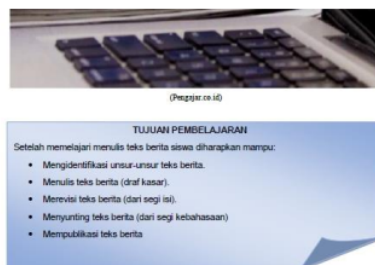 (Pengajar.co.id)
TUJUAN PEMBELAJARAN
Setelah memelajari menulis teks berita siswa diharapkan mampu:
• Mengidentifikasi unsur-unsur teks berita.
• Menulis teks berita (draf kasar).
• Merevisi teks berita (dari segi isi).
• Menyunting teks berita (dari segi kebahasaan)
• Mempublikasi teks berita